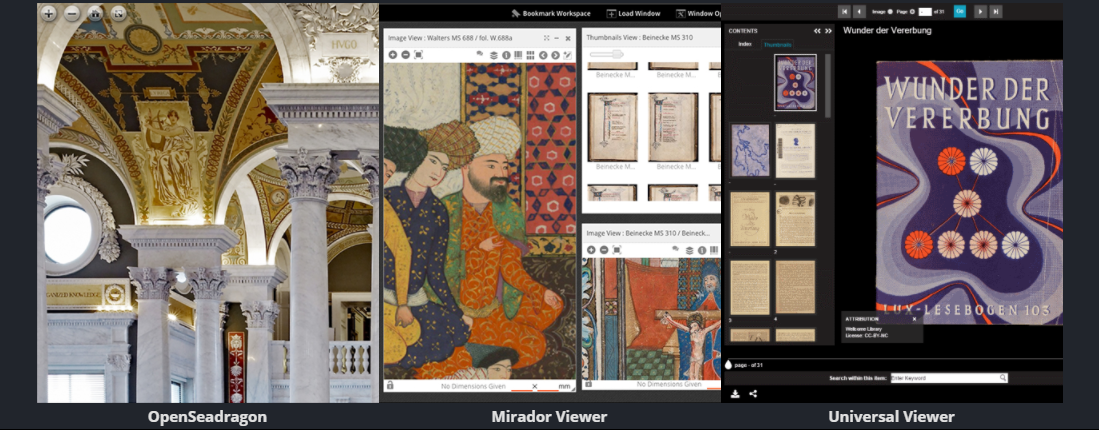 HVGO
GANIZED KNOWLEDGE
OpenSeadragon
Bookmark Workspace
Load Window
Window Op
Image View : Walters MS 688 / fol. W.688a
No Dimensions Given
mm
Thumbnails View : Beinecke MS 310
Beinecke M...
Beinecke M...
Beinecke M...
Beinecke M...
Image View : Beinecke MS 310 / Beineck...
No Dimensions Given
Mirador Viewer
Image
Page
of 31
Go
CONTENTS
Index
Thumbnails
2
3
4
Wunder der Vererbung
WUNDER DER
VERERBUNG
LUX-LESEBOGEN 103
ATTRIBUTION
Wellcome Library
License: CC-BY-NC
page - of 31
Search within this item:
Enter Keyword
Universal Viewer